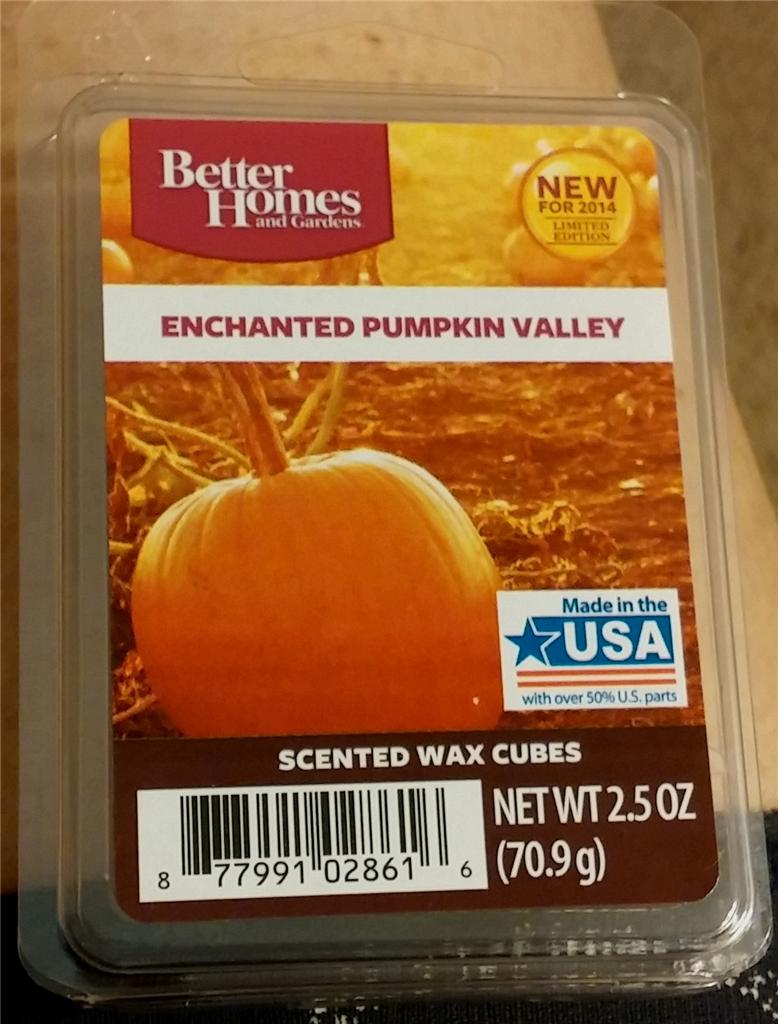 Better
Homes
and Gardens
NEW
FOR 2014
LIMITED
EDITION
ENCHANTED PUMPKIN VALLEY
Made in the
USA
with over 50% U.S. parts
SCENTED WAX CUBES
8 77991 02861 6
NET WT 2.5 OZ
(70.9 g)